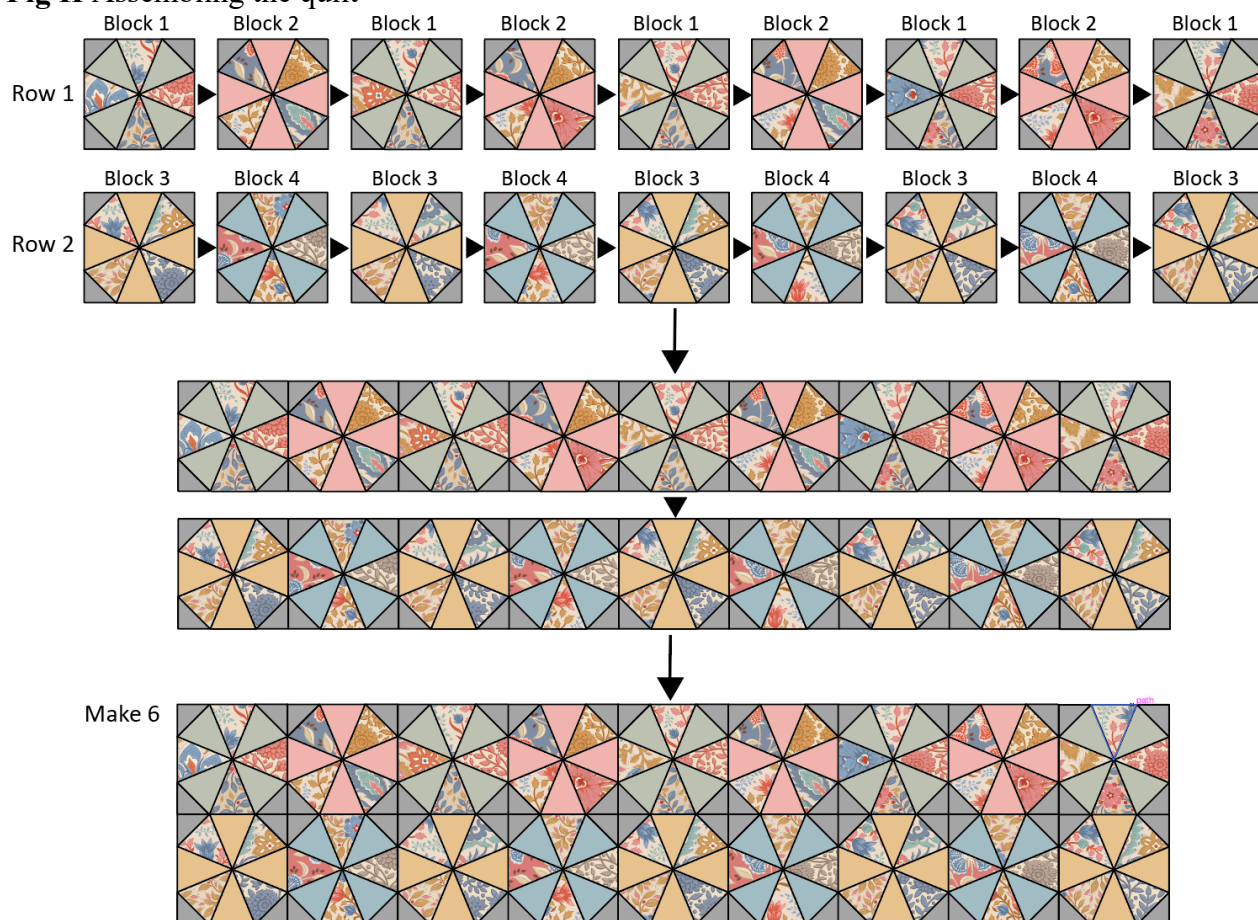 Assembling the quilt
Block 1 Block 2 Block 1 Block 2 Block 1 Block 2 Block 1 Block 2 Block 1
Row 1
Block 3 Block 4 Block 3 Block 4 Block 3 Block 4 Block 3 Block 4 Block 3
Row 2
Make 6
path